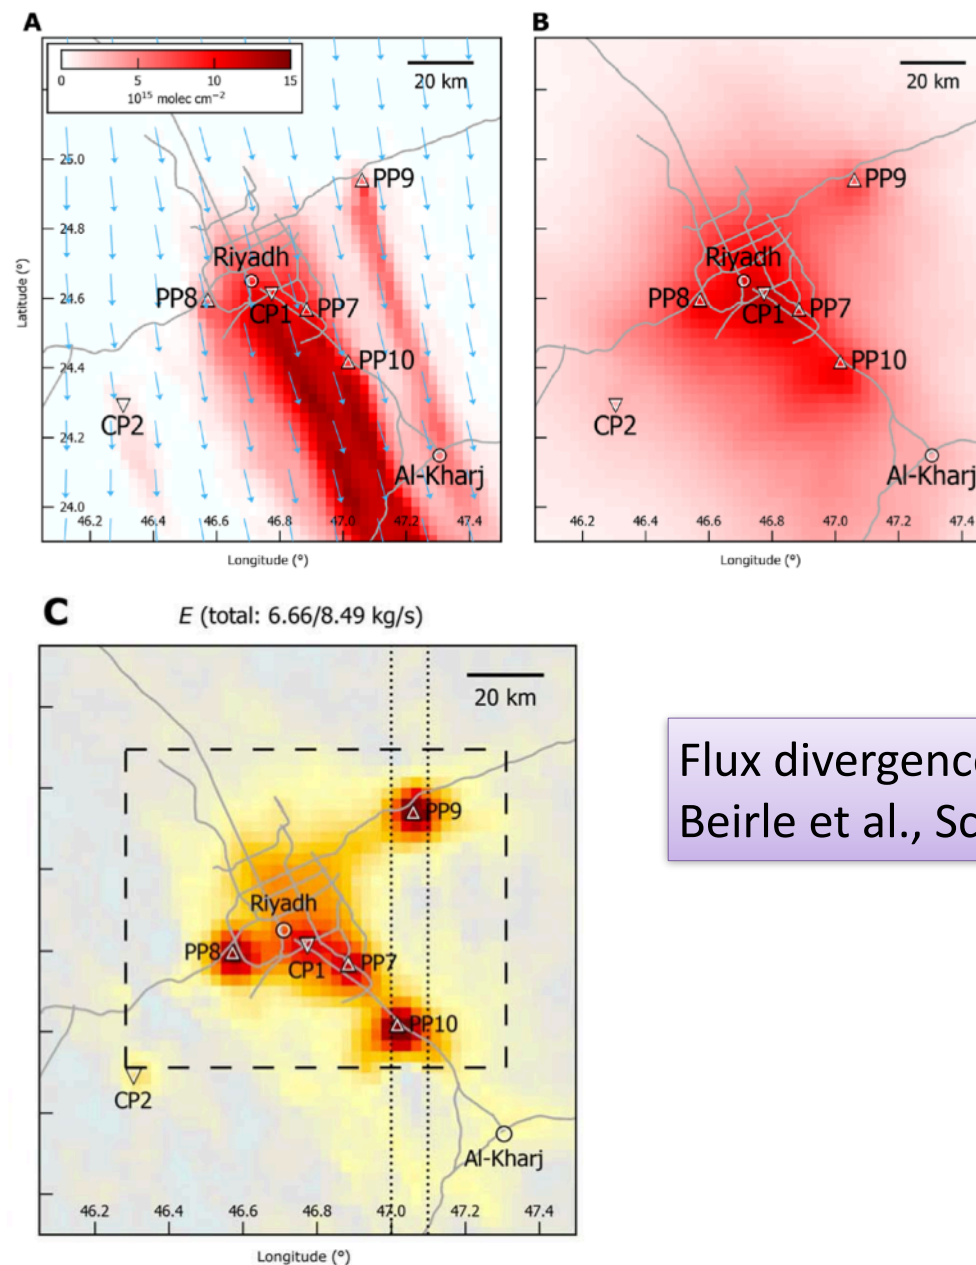 A
0 5 10 15
10¹⁵ molec cm⁻²
20 km
25.0
24.8
24.6
24.4
24.2
24.0
Latitude (°)
PP9
Riyadh
PP8
CP1
PP7
PP10
CP2
Al-Kharj
46.2 46.4 46.6 46.8 47.0 47.2 47.4
Longitude (°)
B
20 km
PP9
Riyadh
PP8
CP1
PP7
PP10
CP2
Al-Kharj
46.2 46.4 46.6 46.8 47.0 47.2 47.4
Longitude (°)
C
E (total: 6.66/8.49 kg/s)
20 km
PP9
Riyadh
PP8
CP1
PP7
PP10
CP2
Al-Kharj
46.2 46.4 46.6 46.8 47.0 47.2 47.4
Longitude (°)
Flux divergence
Beirle et al., Sc